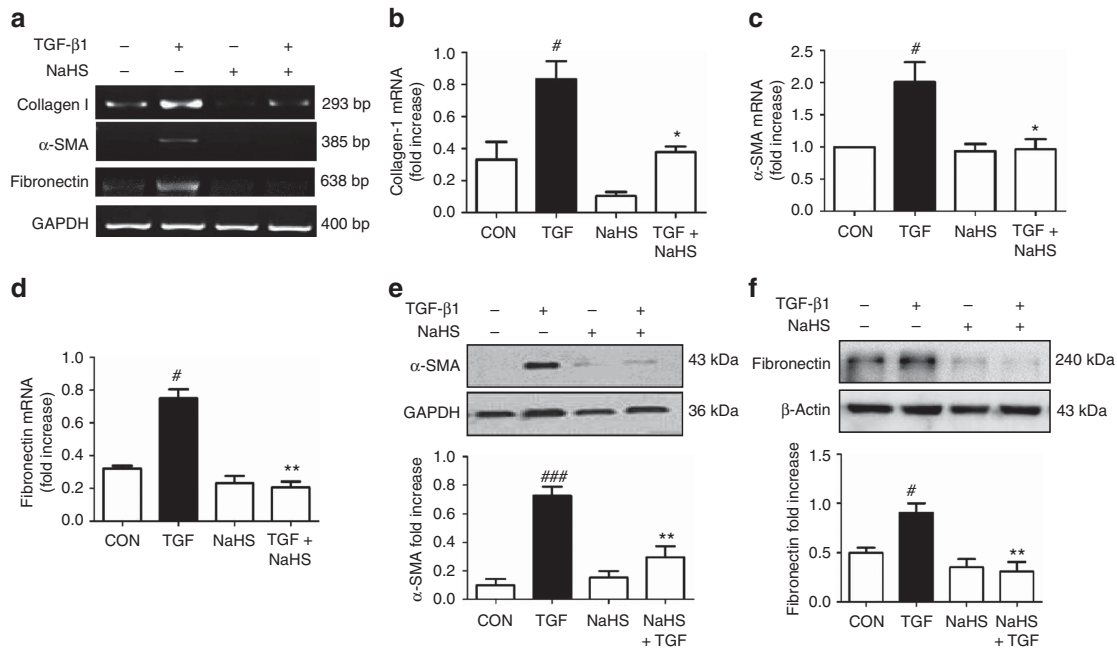 a
TGF-β1 – + – +
NaHS – – + +
Collagen I 293 bp
α-SMA 385 bp
Fibronectin 638 bp
GAPDH 400 bp
b
Collagen-1 mRNA
(fold increase)
1.0
0.8
0.6
0.4
0.2
0.0
#
*
CON TGF NaHS TGF +
NaHS
c
α-SMA mRNA
(fold increase)
2.5
2.0
1.5
1.0
0.5
0.0
#
*
CON TGF NaHS TGF +
NaHS
d
Fibronectin mRNA
(fold increase)
1.0
0.8
0.6
0.4
0.2
0.0
#
**
CON TGF NaHS TGF +
NaHS
e
TGF-β1 – + – +
NaHS – – + +
α-SMA 43 kDa
GAPDH 36 kDa
α-SMA fold increase
1.0
0.8
0.6
0.4
0.2
0.0
###
**
CON TGF NaHS NaHS
+ TGF
f
TGF-β1 – + – +
NaHS – – + +
Fibronectin 240 kDa
β-Actin 43 kDa
Fibronectin fold increase
1.5
1.0
0.5
0.0
#
**
CON TGF NaHS NaHS
+ TGF